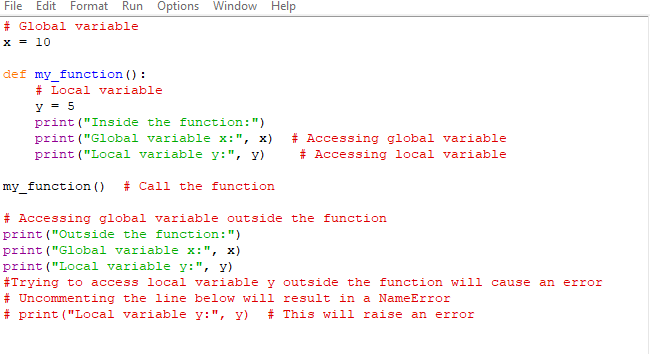 File Edit Format Run Options Window Help
# Global variable
x = 10
def my_function():
    # Local variable
    y = 5
    print("Inside the function:")
    print("Global variable x:", x)  # Accessing global variable
    print("Local variable y:", y)    # Accessing local variable
my_function()  # Call the function
# Accessing global variable outside the function
print("Outside the function:")
print("Global variable x:", x)
print("Local variable y:", y)
#Trying to access local variable y outside the function will cause an error
# Uncommenting the line below will result in a NameError
# print("Local variable y:", y)  # This will raise an error